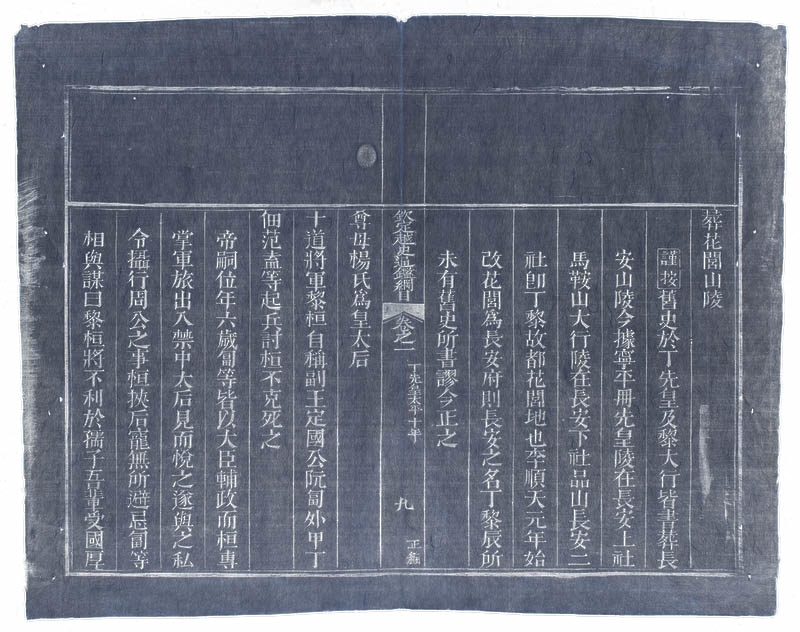 葬花閭山陵
謹按舊史於丁先皇及黎大行皆書葬長
安山陵今據寧平冊先皇陵在長安上社
馬鞍山大行陵在長安下社品山長安二
社卽丁黎故都花閭地也李順天元年始
改花閭爲長安府則長安之名丁黎辰所
未有舊史所書謬今正之
欽定越史通鑑綱目 卷之一 丁先皇太平十年 九 正編
尊母楊氏爲皇太后
十道將軍黎桓自稱副王定國公阮匐外甲丁
佃范盍等起兵討桓不克死之
帝嗣位年六歲匐等皆以大臣輔政而桓專
掌軍旅出入禁中太后見而悅之遂與之私
令攝行周公之事桓挾后寵無所避忌匐等
相與謀曰黎桓將不利於孺子吾輩受國厚